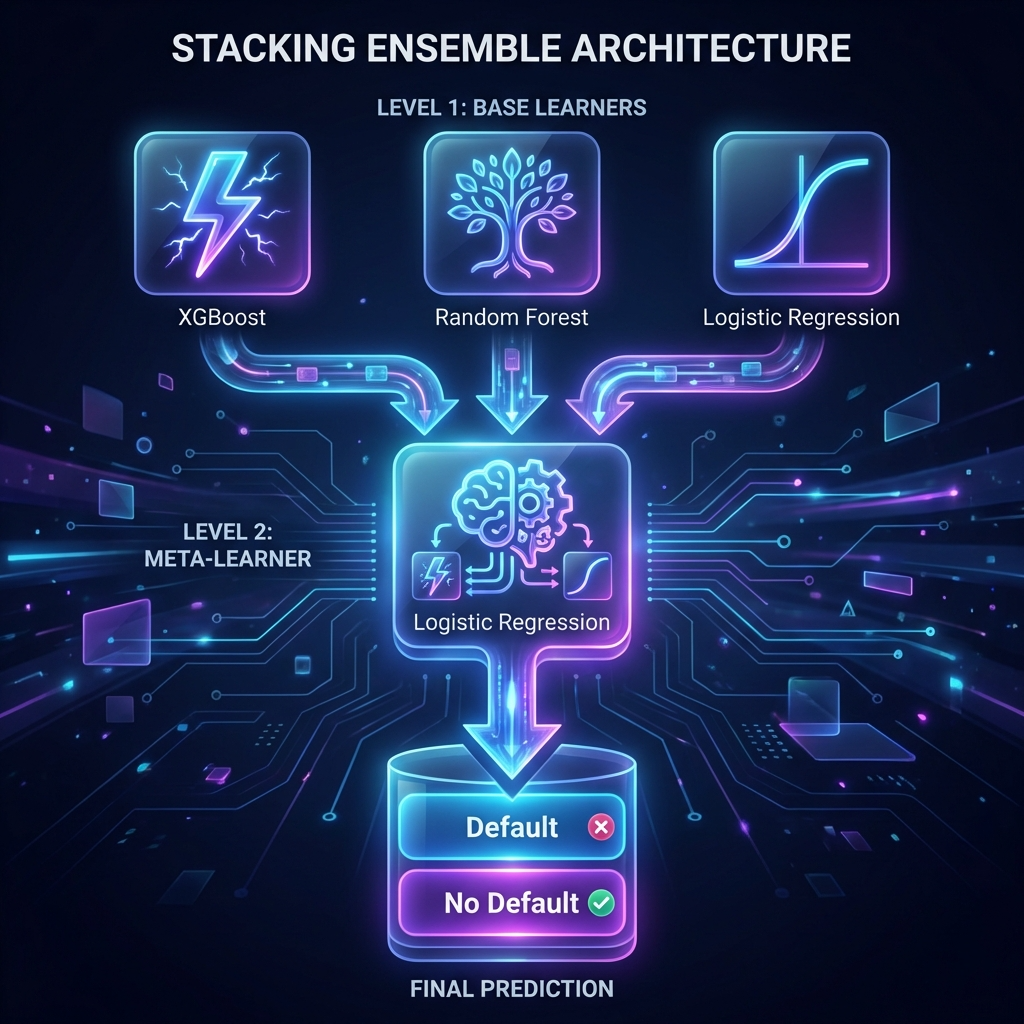 STACKING ENSEMBLE ARCHITECTURE
LEVEL 1: BASE LEARNERS
XGBoost
Random Forest
Logistic Regression
LEVEL 2:
META-LEARNER
Logistic Regression
Default
No Default
FINAL PREDICTION